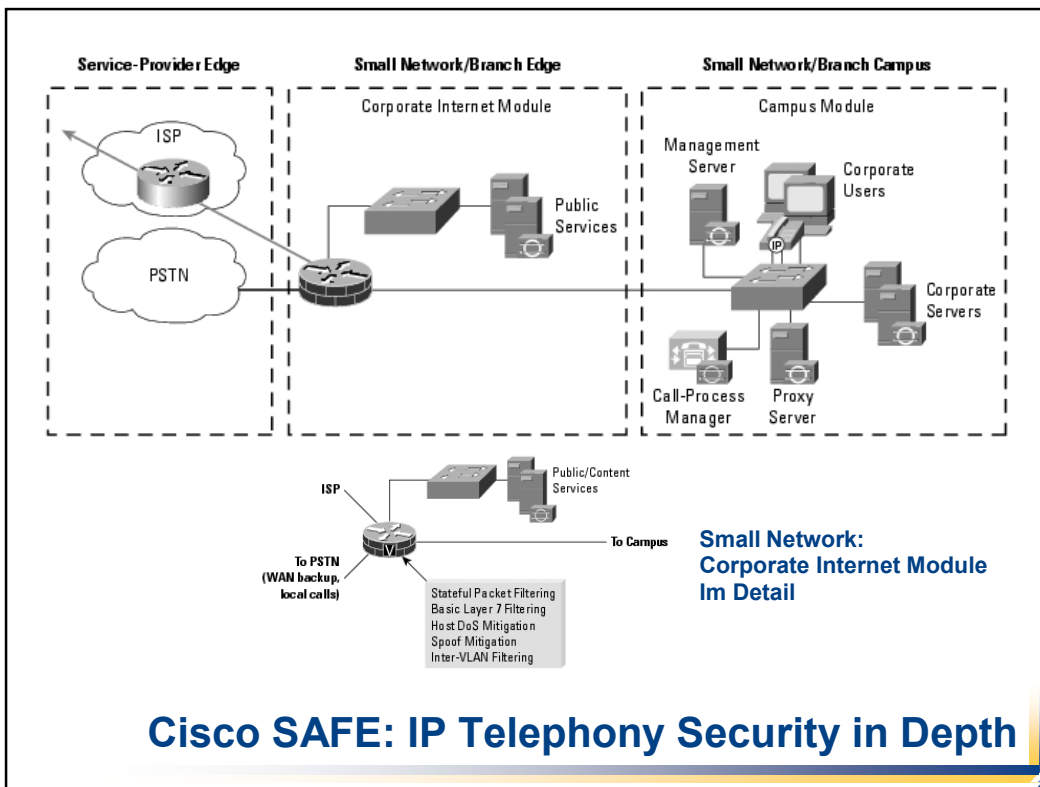 Service-Provider Edge
Small Network/Branch Edge
Small Network/Branch Campus
Corporate Internet Module
Campus Module
ISP
PSTN
Public
Services
Management
Server
Corporate
Users
IP
Corporate
Servers
Call-Process
Manager
Proxy
Server
Public/Content
Services
ISP
V
To Campus
To PSTN
(WAN backup,
local calls)
Stateful Packet Filtering
Basic Layer 7 Filtering
Host DoS Mitigation
Spoof Mitigation
Inter-VLAN Filtering
Small Network:
Corporate Internet Module
Im Detail
Cisco SAFE: IP Telephony Security in Depth